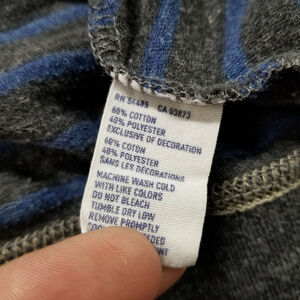 RN 54485 CA 03673
60% COTTON
40% POLYESTER
EXCLUSIVE OF DECORATION
60% COTON
40% POLYESTER
SANS LES DECORATIONS
MACHINE WASH COLD
WITH LIKE COLORS
DO NOT BLEACH
TUMBLE DRY LOW
REMOVE PROMPTLY